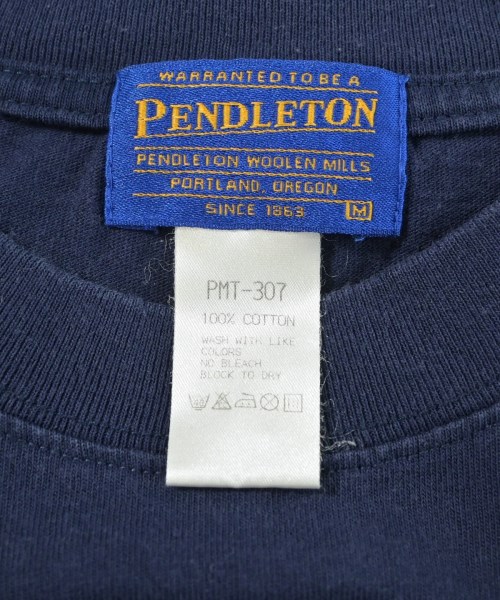 WARRANTED TO BE A
PENDLETON
PENDLETON WOOLEN MILLS
PORTLAND, OREGON
SINCE 1863 M
PMT-307
100% COTTON
WASH WITH LIKE
COLORS
NO BLEACH
BLOCK TO DRY